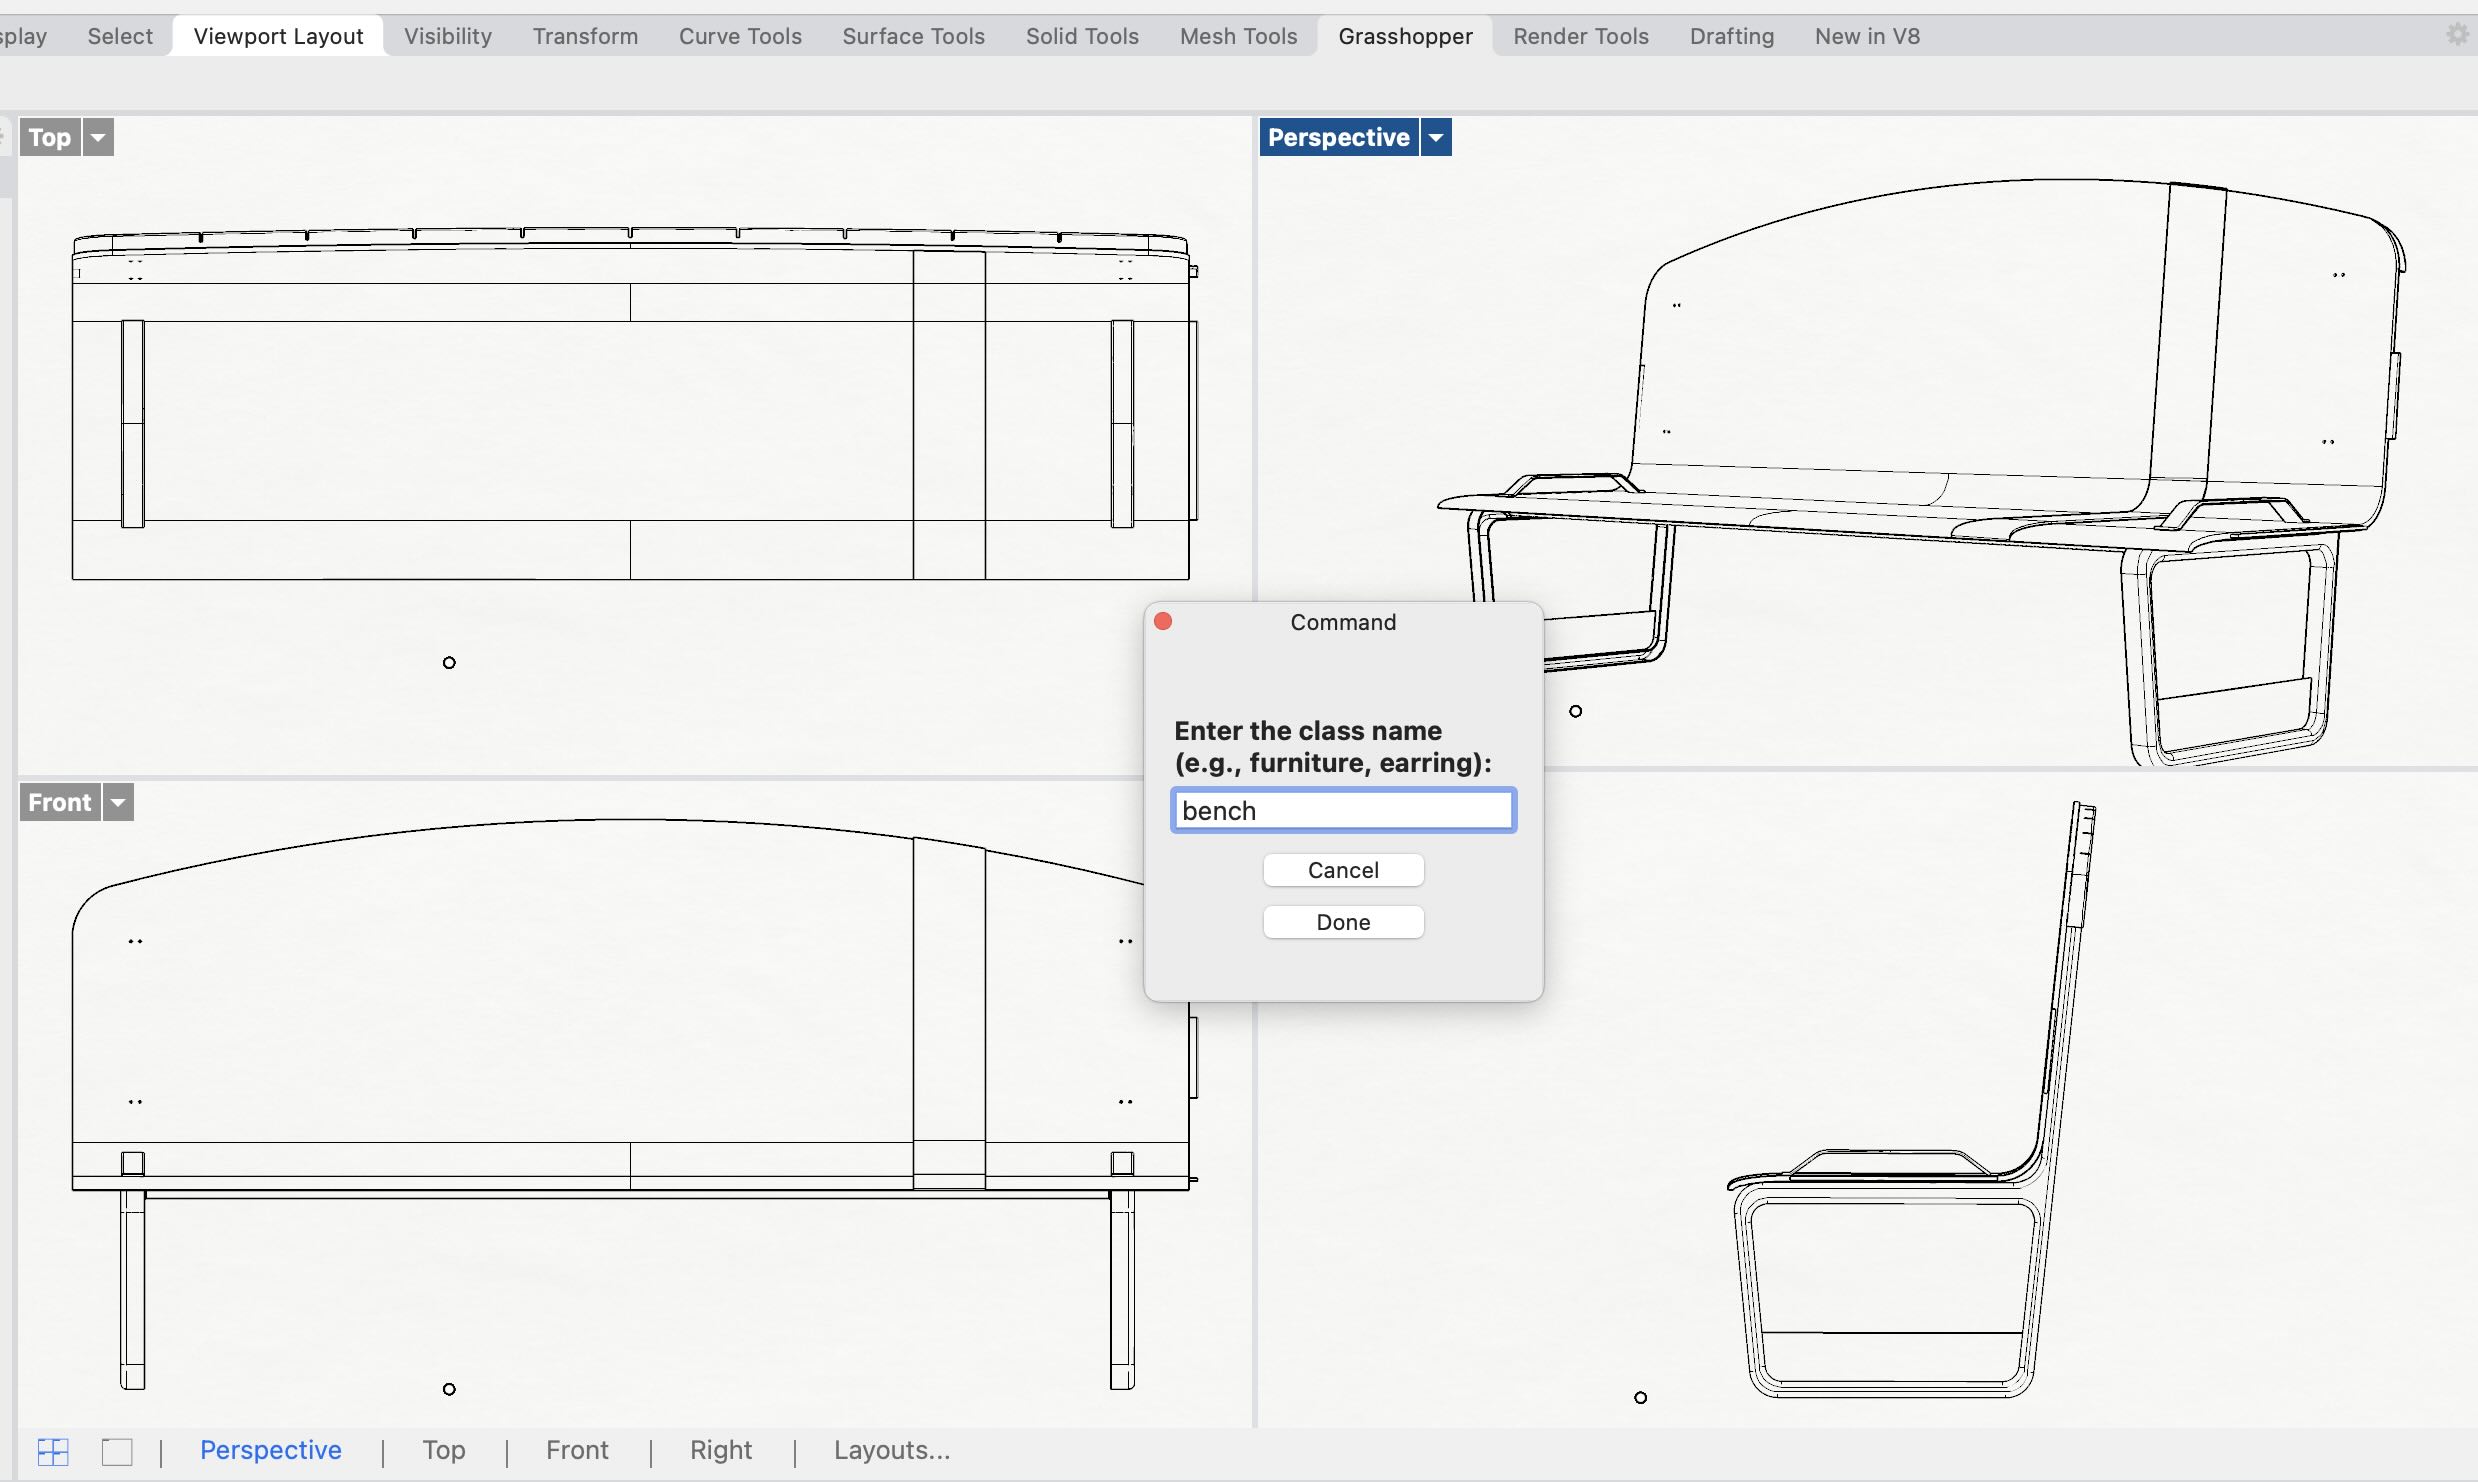 splay Select Viewport Layout Visibility Transform Curve Tools Surface Tools Solid Tools Mesh Tools Grasshopper Render Tools Drafting New in V8
Top
Perspective
Command
Enter the class name
(e.g., furniture, earring):
bench
Cancel
Done
Front
Perspective | Top | Front | Right | Layouts...